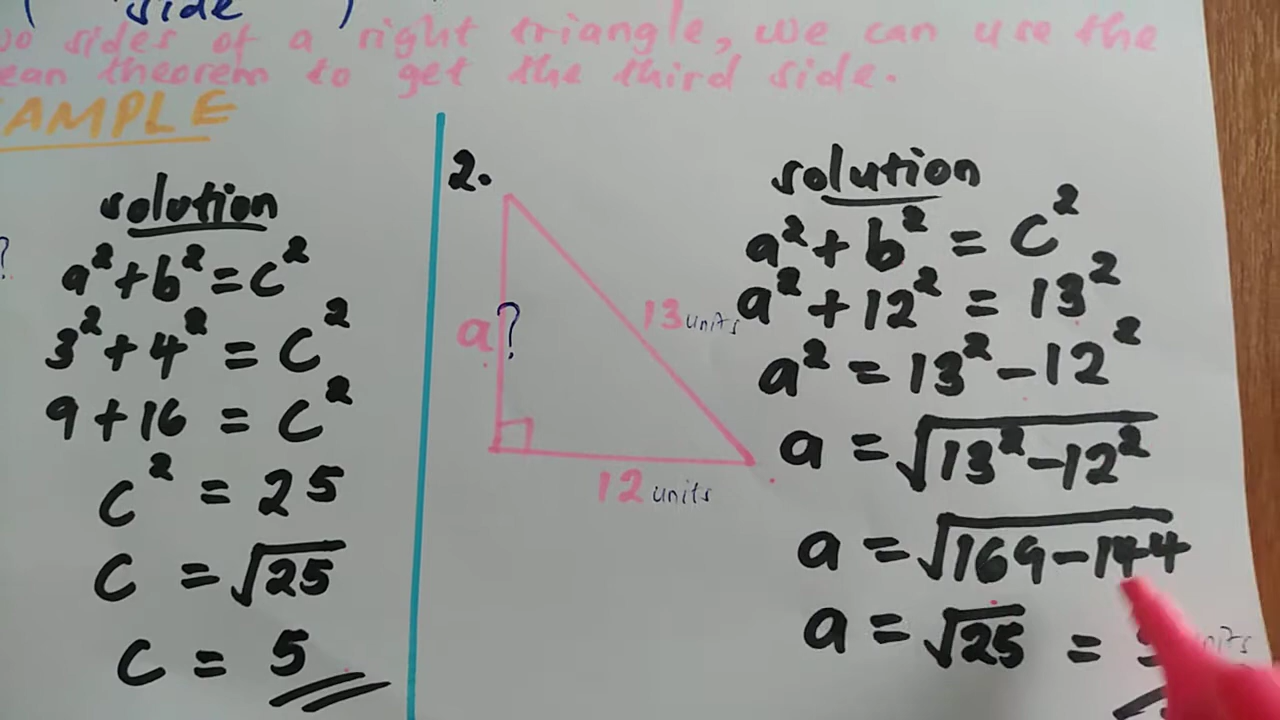 ( side )
sides of a right triangle, we can use the
theorem to get the third side.
AMPLE
solution
a²+b²=c²
3²+4²=c²
9+16=c²
c²=25
c=√25
c=5
2.
a?
13 units
12 units
solution
a²+b²=c²
a²+12²=13²
a²=13²-12²
a=√13²-12²
a=√169-144
a=√25=
?